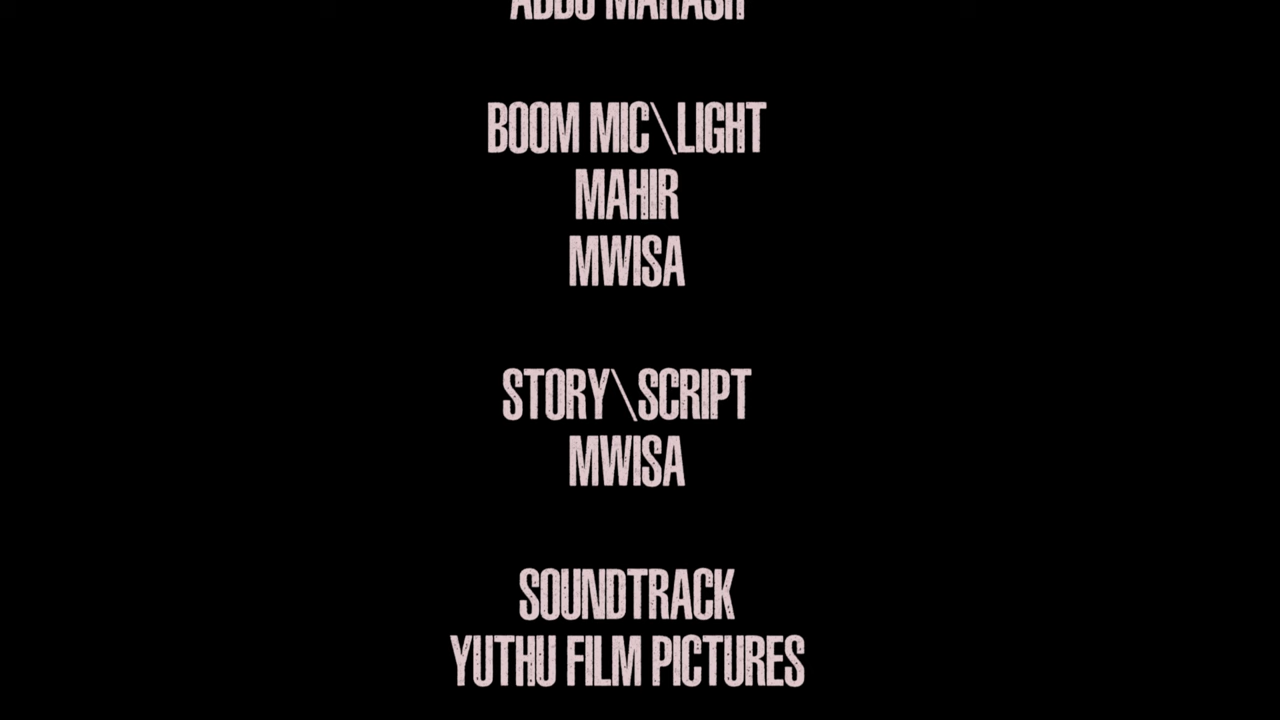 BOOM MIC\LIGHT
MAHIR
MWISA
STORY\SCRIPT
MWISA
SOUNDTRACK
YUTHU FILM PICTURES